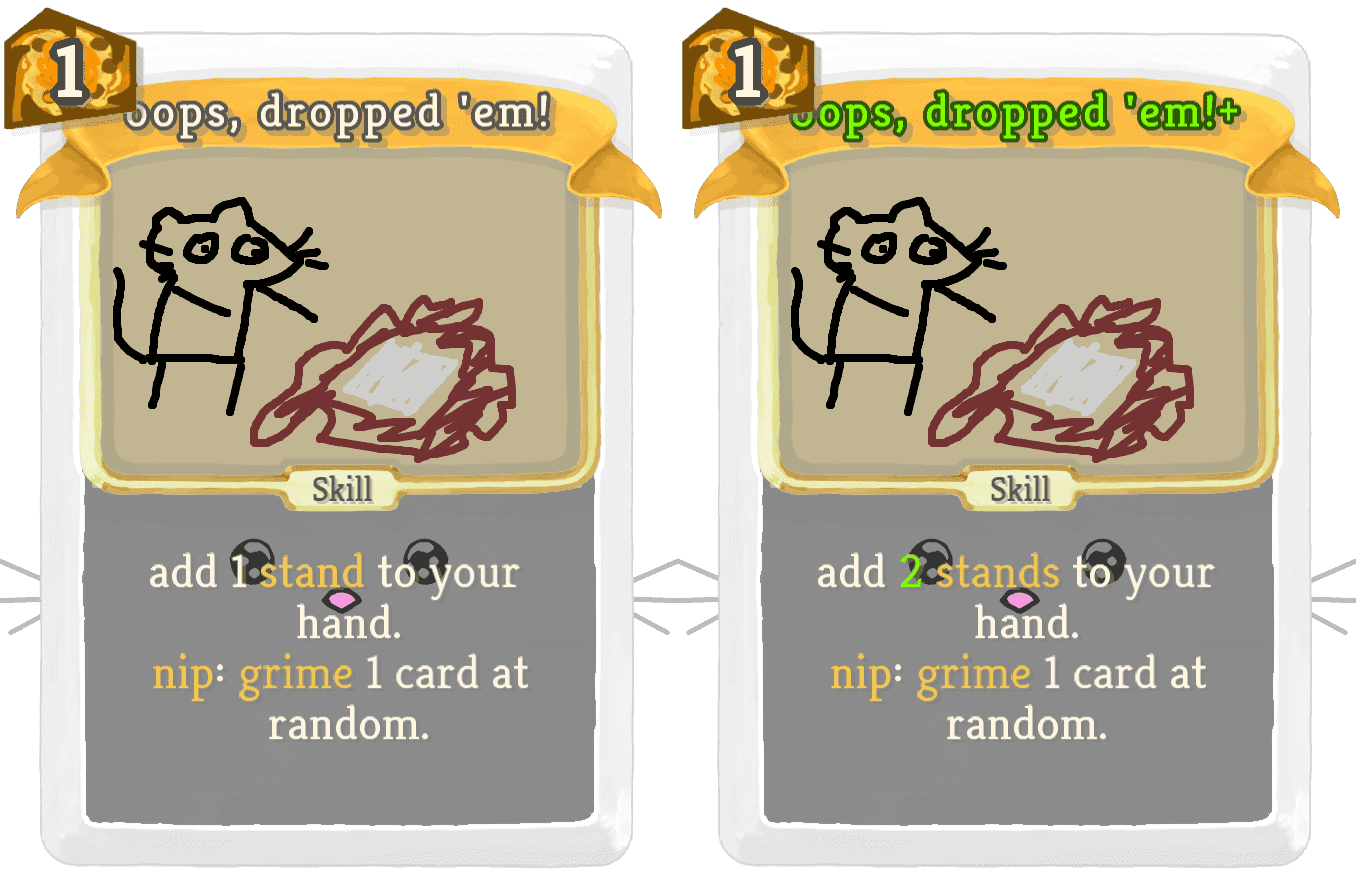 1
oops, dropped 'em!
Skill
add 1 stand to your
hand.
nip: grime 1 card at
random.
1
oops, dropped 'em!+
Skill
add 2 stands to your
hand.
nip: grime 1 card at
random.